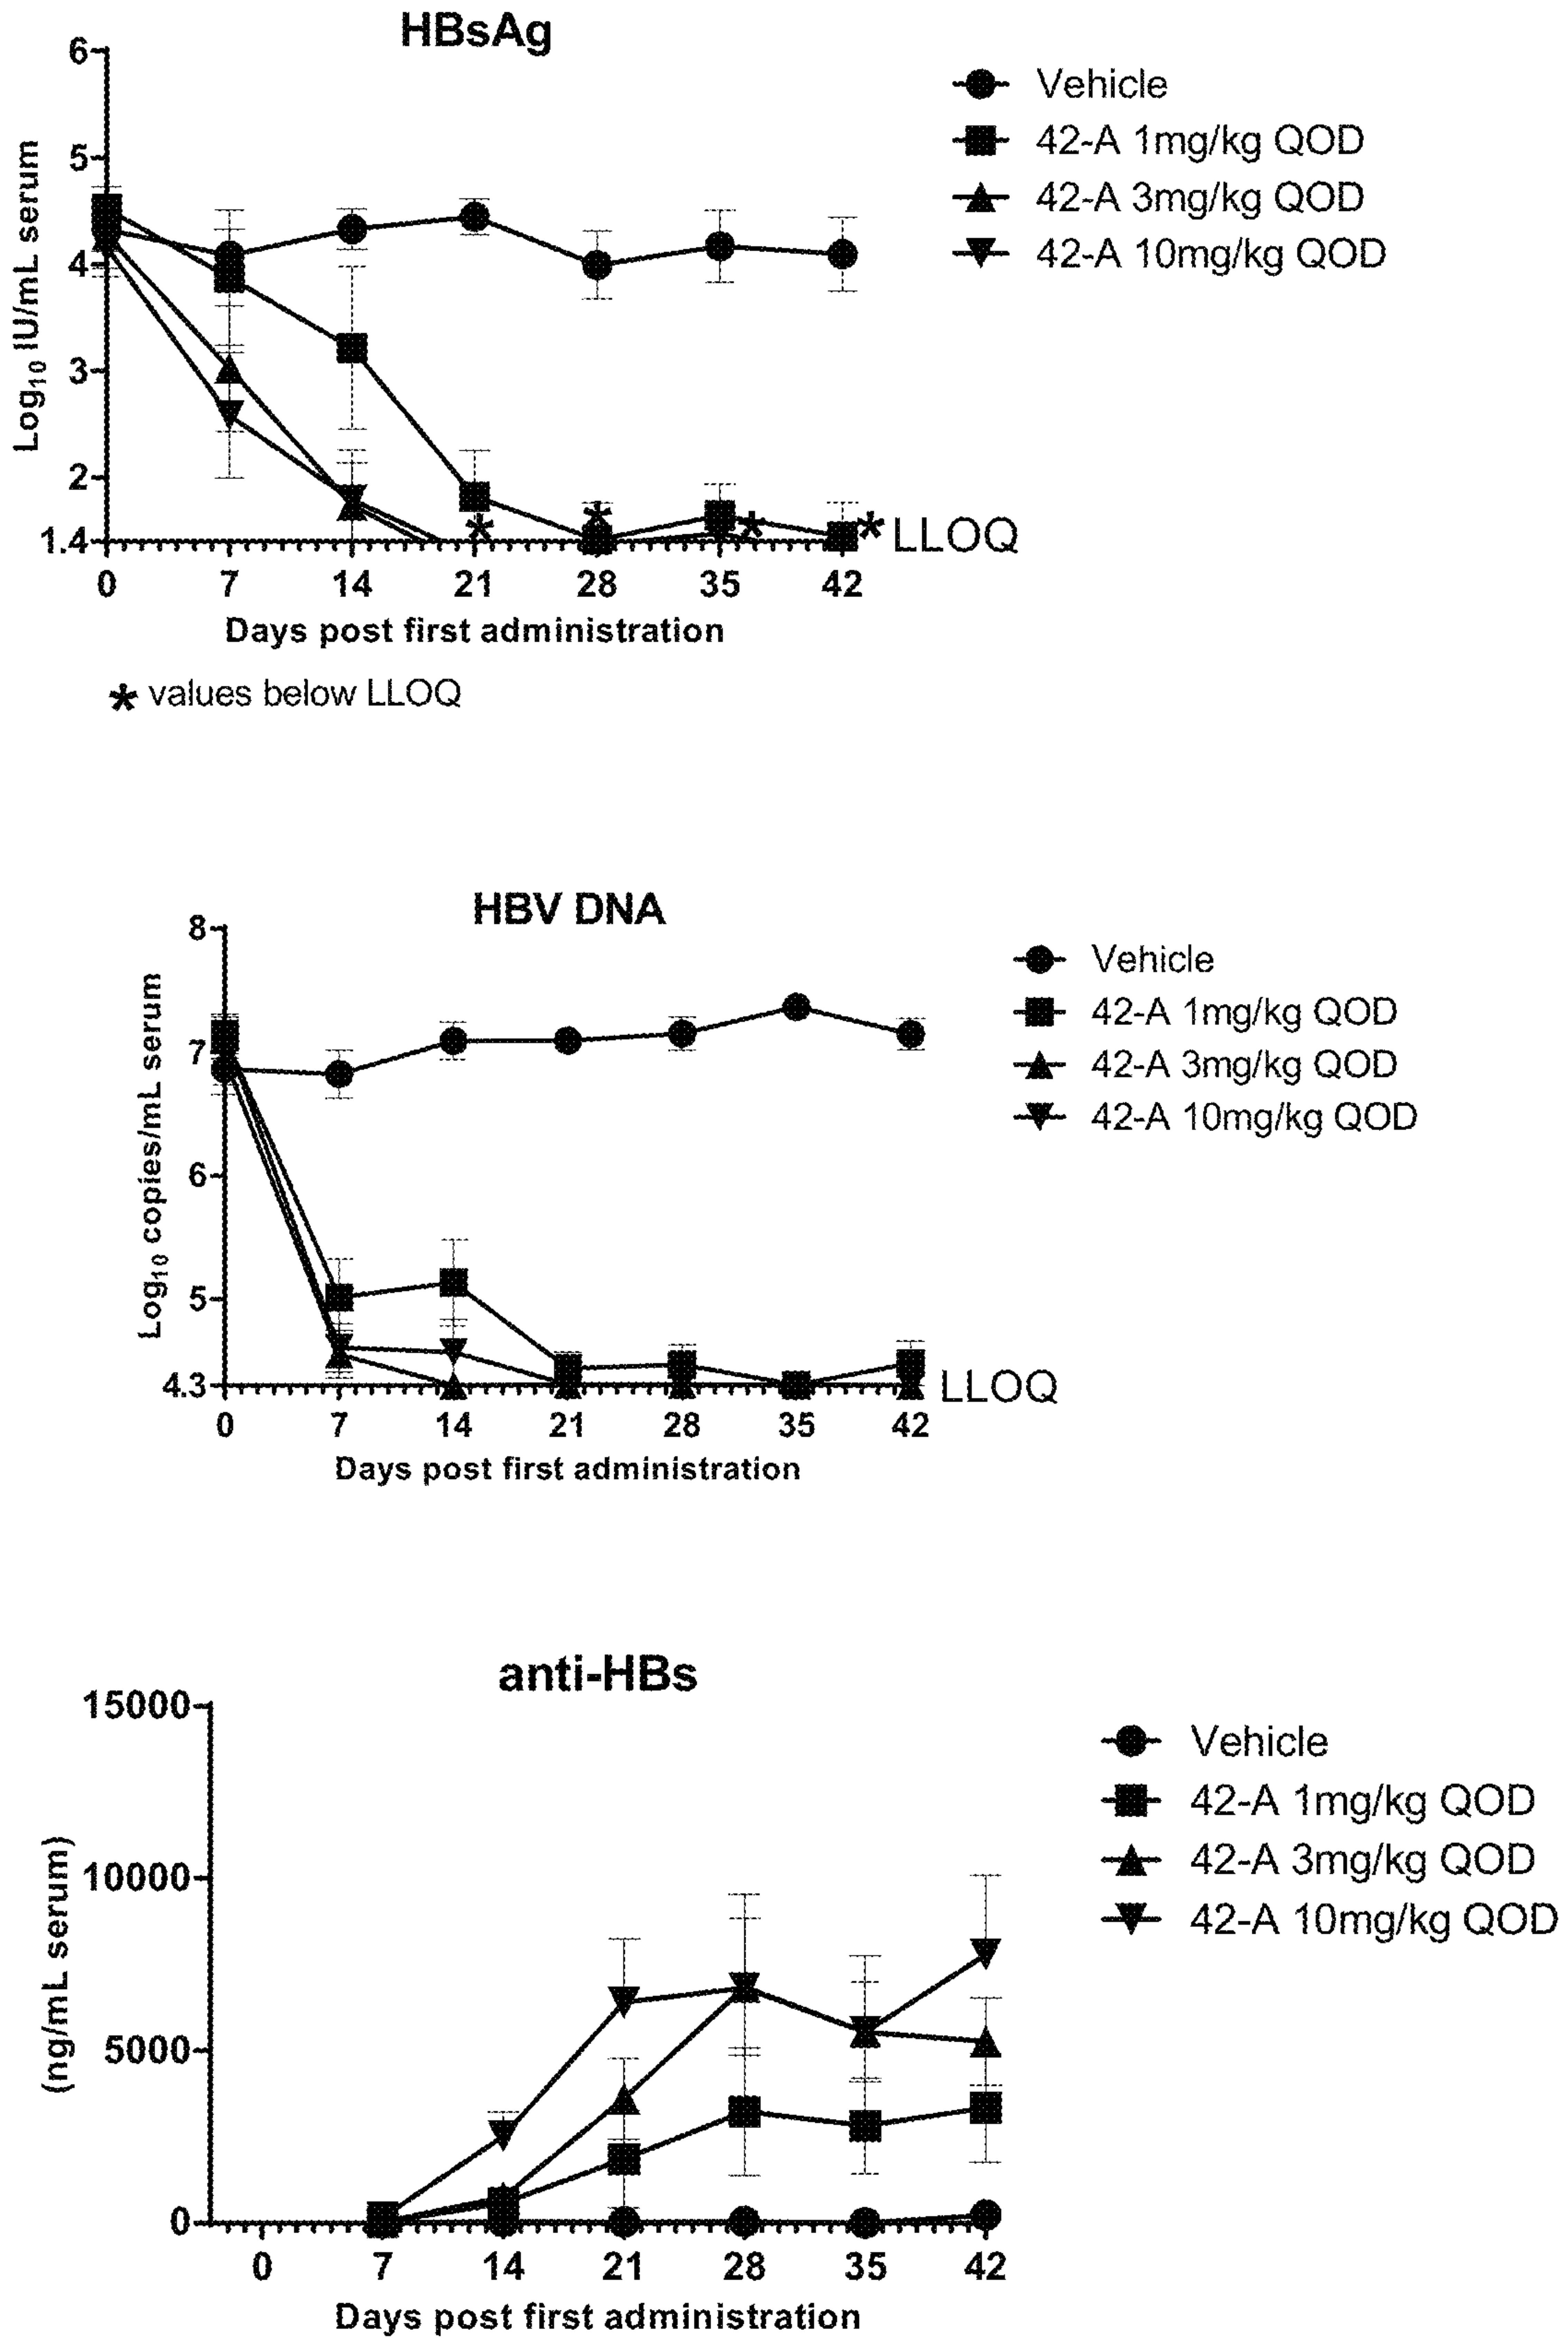 HBsAg
6
5
4
3
2
1.4
Log10 IU/mL serum
Vehicle
42-A 1mg/kg QOD
42-A 3mg/kg QOD
42-A 10mg/kg QOD
* * * *
LLOQ
0 7 14 21 28 35 42
Days post first administration
* values below LLOQ
HBV DNA
8
7
6
5
4.3
Log10 copies/mL serum
Vehicle
42-A 1mg/kg QOD
42-A 3mg/kg QOD
42-A 10mg/kg QOD
LLOQ
0 7 14 21 28 35 42
Days post first administration
anti-HBs
15000
10000
5000
0
(ng/mL serum)
Vehicle
42-A 1mg/kg QOD
42-A 3mg/kg QOD
42-A 10mg/kg QOD
0 7 14 21 28 35 42
Days post first administration